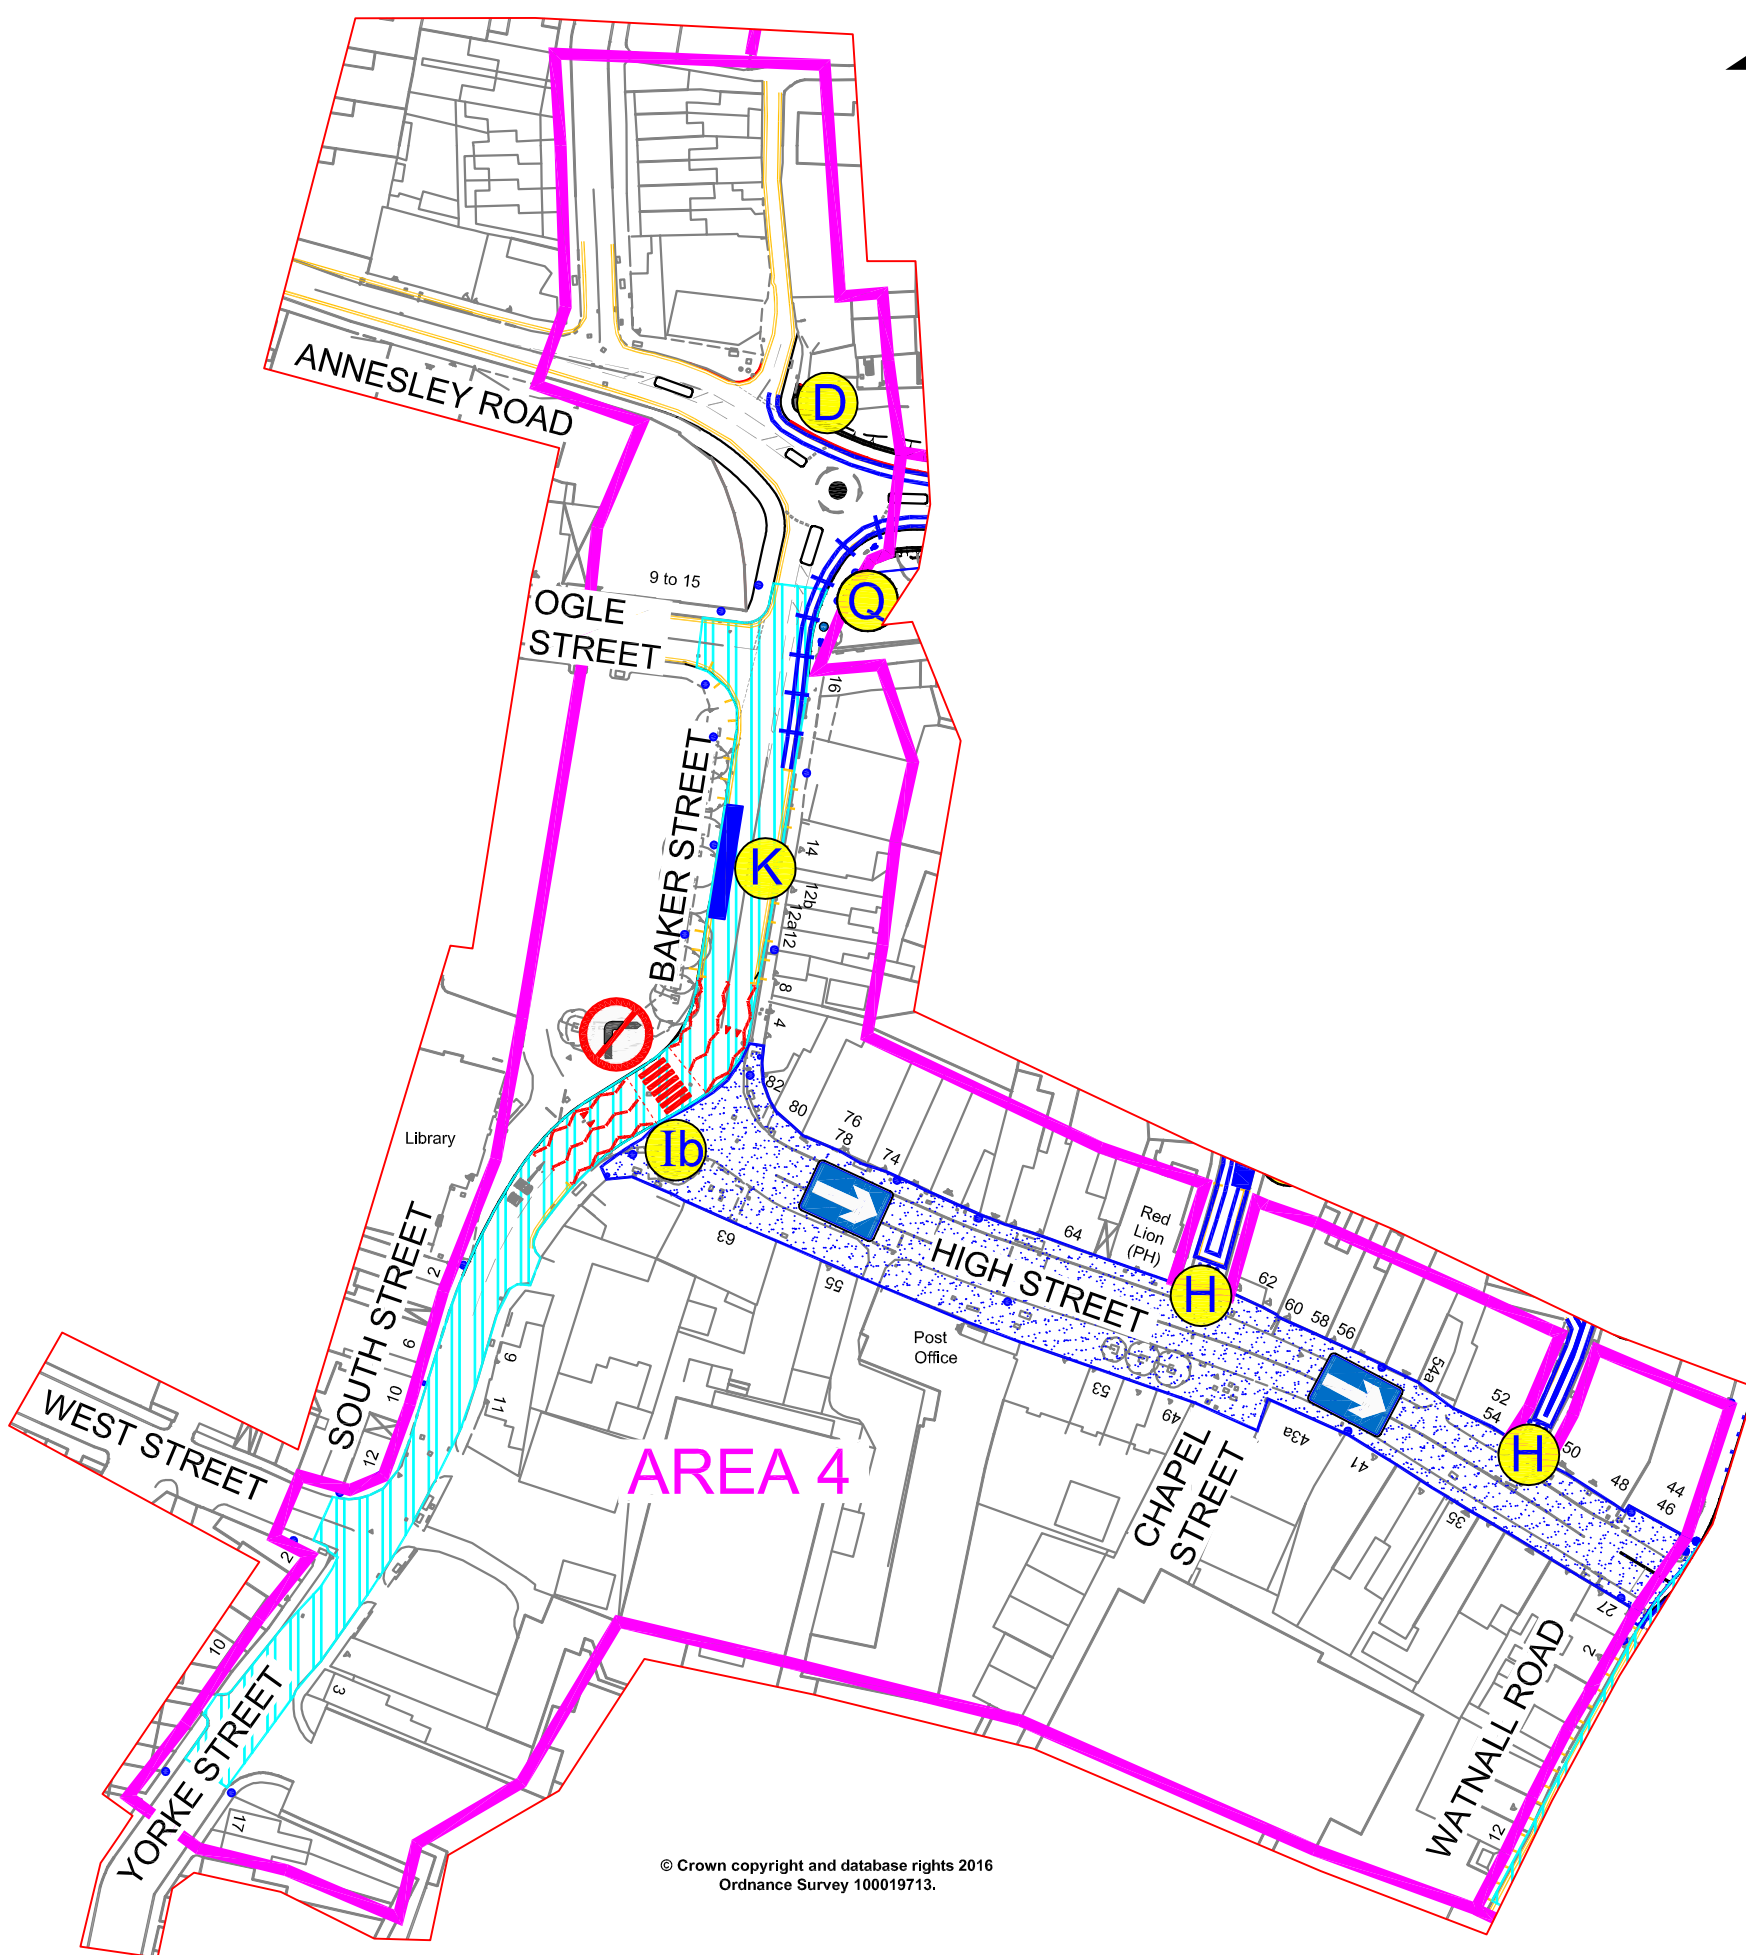 ANNESLEY ROAD
D
9 to 15
Q
OGLE
STREET
16
BAKER STREET
14
K
12b
12a
12
8
4
82
80
76
78
74
Library
Ib
63
55
64
Red
Lion
(PH)
HIGH STREET
H
62
60
58
56
54a
52
54
H
50
48
44
46
Post
Office
53
49
43a
41
35
27
2
SOUTH STREET
2
6
10
12
9
11
WEST STREET
AREA 4
CHAPEL
STREET
2
10
3
YORKE STREET
17
WATNALL ROAD
12
© Crown copyright and database rights 2016
Ordnance Survey 100019713.